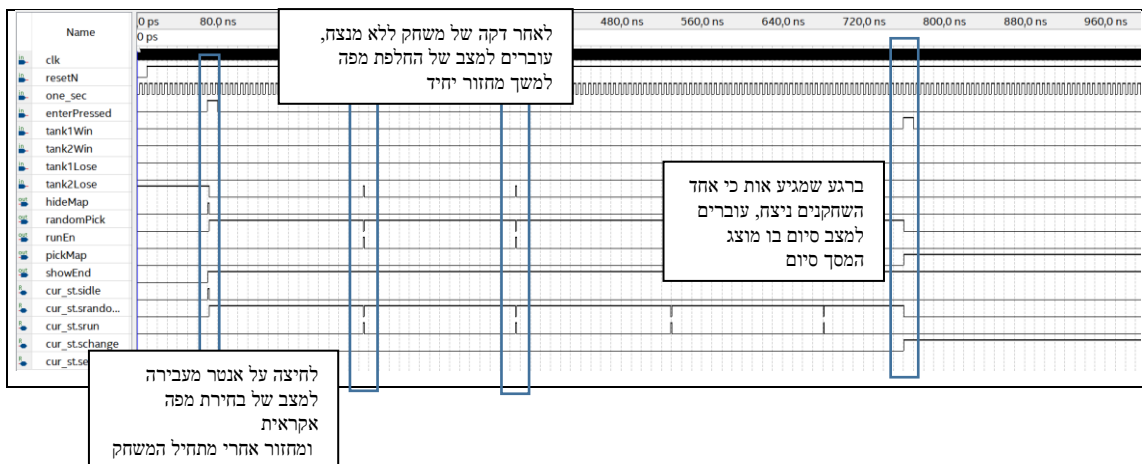 Name
0 ps 80.0 ns 480.0 ns 560.0 ns 640.0 ns 720.0 ns 800.0 ns 880.0 ns 960.0 ns
0 ps
clk
resetN
one_sec
enterPressed
tank1Win
tank2Win
tank1Lose
tank2Lose
hideMap
randomPick
runEn
pickMap
showEnd
cur_st.sidle
cur_st.srando...
cur_st.srun
cur_st.schange
cur_st.se
לאחר דקה של משחק ללא מנצח,
עוברים למצב של החלפת מפה
למשך מחזור יחיד
ברגע שמגיע אות כי אחד
השחקנים ניצח, עוברים
למצב סיום בו מוצג
המסך סיום
לחיצה על אנטר מעבירה
למצב של בחירת מפה
אקראית
ומחזור אחרי מתחיל המשחק